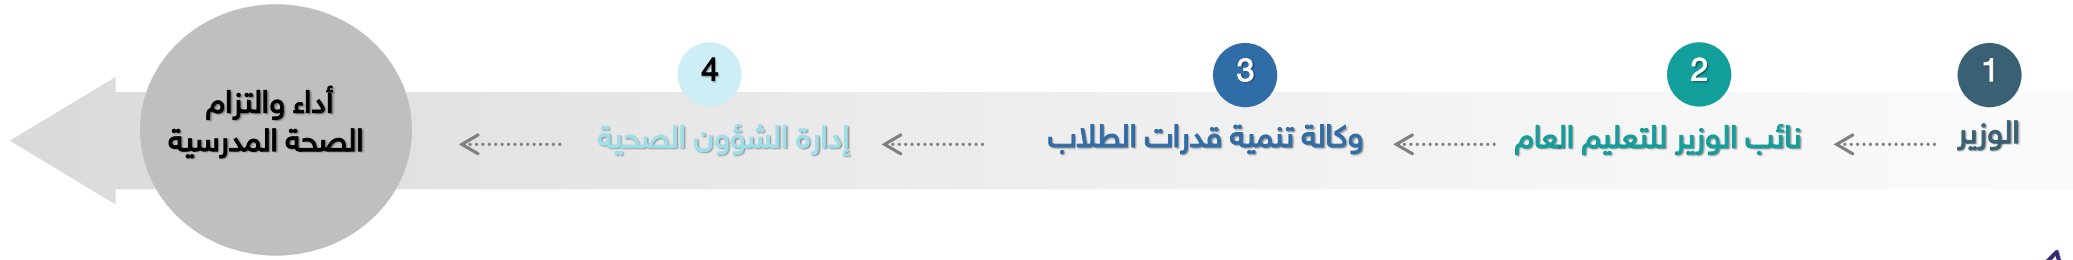 1
الوزير
2
نائب الوزير للتعليم العام
3
وكالة تنمية قدرات الطلاب
4
إدارة الشؤون الصحية
أداء والتزام
الصحة المدرسية